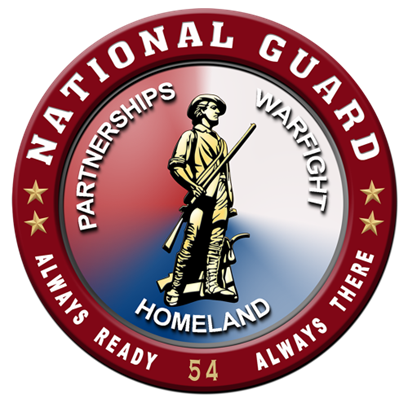 NATIONAL GUARD
PARTNERSHIPS
WARFIGHT
HOMELAND
ALWAYS READY
54
ALWAYS THERE